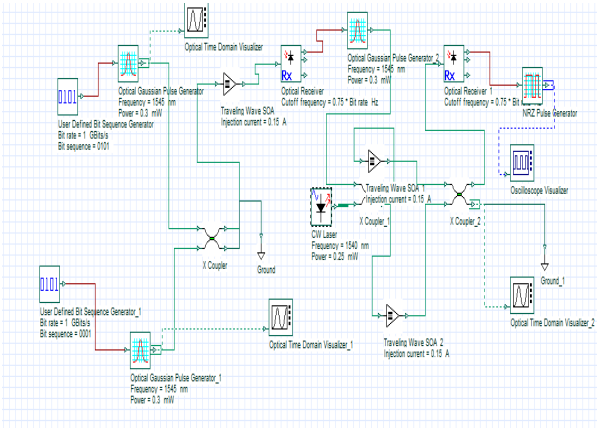 Optical Time Domain Visualizer
Optical Gaussian Pulse Generator
Frequency = 1545 nm
Power = 0.3 mW
0101
User Defined Bit Sequence Generator
Bit rate = 1 GBits/s
Bit sequence = 0101
Traveling Wave SOA
Injection current = 0.15 A
Rx
Optical Receiver
Cutoff frequency = 0.75 * Bit rate Hz
Optical Gaussian Pulse Generator_2
Frequency = 1545 nm
Power = 0.3 mW
Rx
Optical Receiver_1
Cutoff frequency = 0.75 * Bit
NRZ Pulse Generator
Oscilloscope Visualizer
Traveling Wave SOA_1
Injection current = 0.15 A
X Coupler_1
X Coupler_2
CW Laser
Frequency = 1540 nm
Power = 0.25 mW
X Coupler
Ground
Ground_1
0101
User Defined Bit Sequence Generator_1
Bit rate = 1 GBits/s
Bit sequence = 0001
Optical Time Domain Visualizer_1
Optical Time Domain Visualizer_2
Traveling Wave SOA_2
Injection current = 0.15 A
Optical Gaussian Pulse Generator_1
Frequency = 1545 nm
Power = 0.3 mW